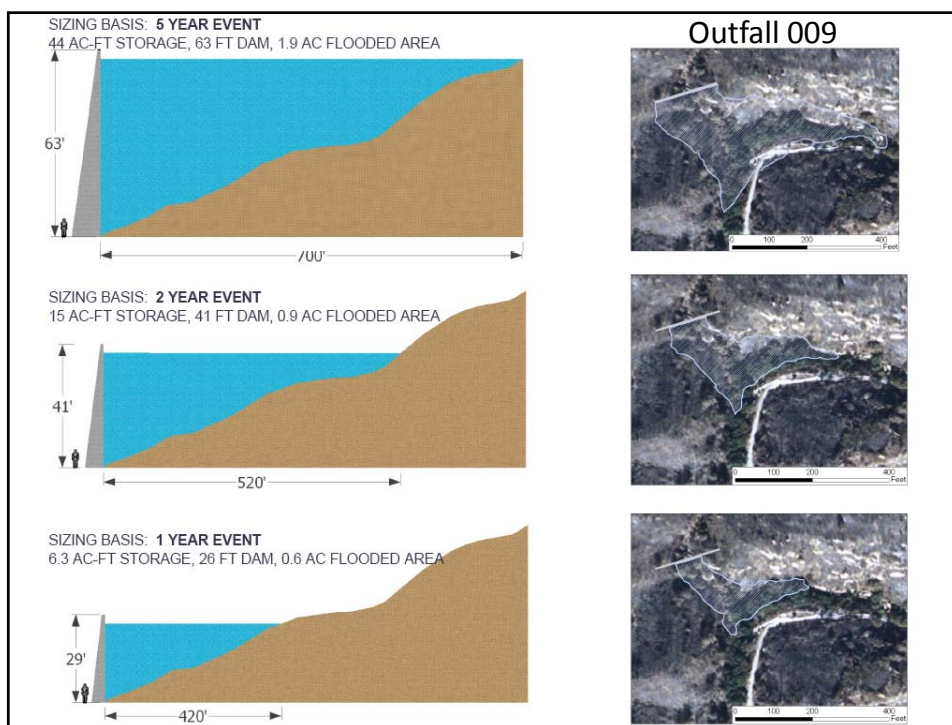 Outfall 009
SIZING BASIS: 5 YEAR EVENT
44 AC-FT STORAGE, 63 FT DAM, 1.9 AC FLOODED AREA
63'
700'
0 100 200 400
Feet
SIZING BASIS: 2 YEAR EVENT
15 AC-FT STORAGE, 41 FT DAM, 0.9 AC FLOODED AREA
41'
520'
0 100 200 400
Feet
SIZING BASIS: 1 YEAR EVENT
6.3 AC-FT STORAGE, 26 FT DAM, 0.6 AC FLOODED AREA
29'
420'
0 100 200 400
Feet